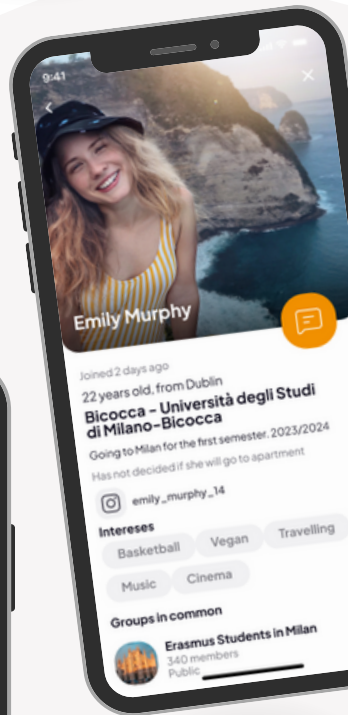 9:41
Emily Murphy
Joined 2 days ago
22 years old, from Dublin
Bicocca - Università degli Studi
di Milano-Bicocca
Going to Milan for the first semester, 2023/2024
Has not decided if she will go to apartment
emily_murphy_14
Intereses
Basketball Vegan Travelling
Music Cinema
Groups in common
Erasmus Students in Milan
340 members
Public